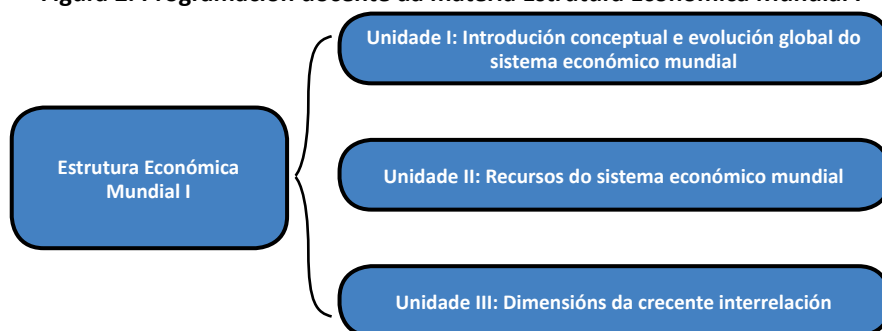 Unidade I: Introdución conceptual e evolución global do
sistema económico mundial
Estrutura Económica
Mundial I
Unidade II: Recursos do sistema económico mundial
Unidade III: Dimensións da crecente interrelación